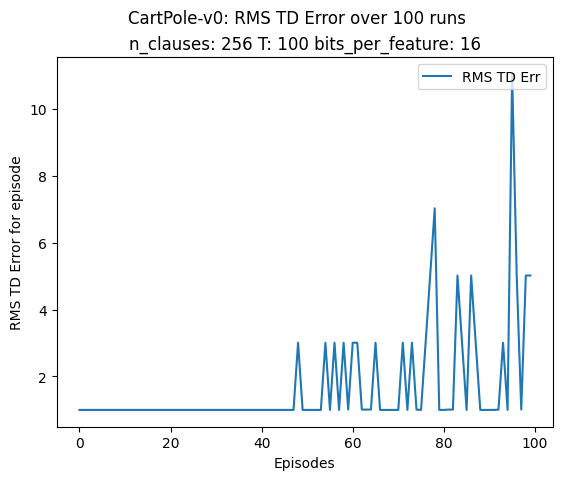 CartPole-v0: RMS TD Error over 100 runs
n_clauses: 256 T: 100 bits_per_feature: 16
RMS TD Err
10
8
6
4
2
RMS TD Error for episode
0 20 40 60 80 100
Episodes